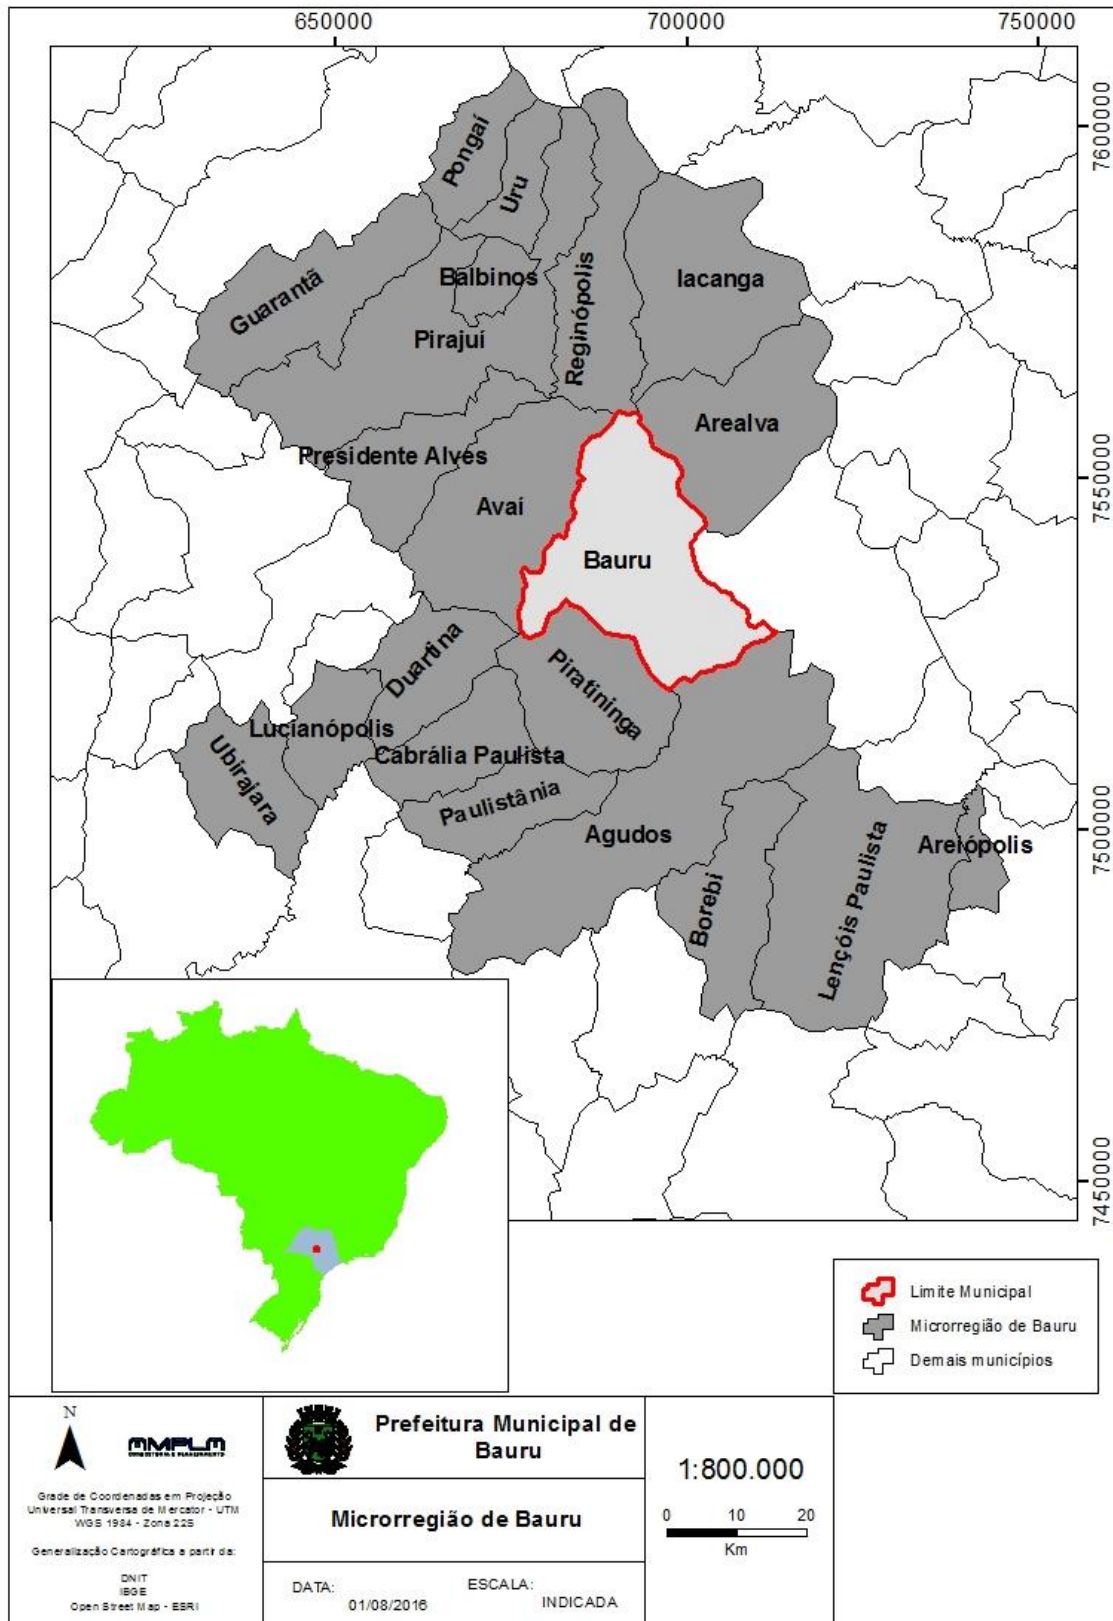 650000
700000
750000
7600000
7550000
7500000
7450000
Pongaí
Uru
Guarantã
Balbinos
Reginópolis
Iacanga
Pirajuí
Arealva
Presidente Alves
Avaí
Bauru
Duartina
Piratininga
Lucianópolis
Ubirajara
Cabrália Paulista
Paulistânia
Agudos
Areiópolis
Borebi
Lençóis Paulista
Limite Municipal
Microrregião de Bauru
Demais municípios
N
MMPLM
CONSULTORIA E PLANEJAMENTO
Grade de Coordenadas em Projeção
Universal Transversa de Mercator - UTM
WGS 1984 - Zona 22S
Generalização Cartográfica a partir da:
DNIT
IBGE
Open Street Map - ESRI
Prefeitura Municipal de
Bauru
Microrregião de Bauru
DATA:
01/08/2016
ESCALA:
INDICADA
1:800.000
0 10 20
Km